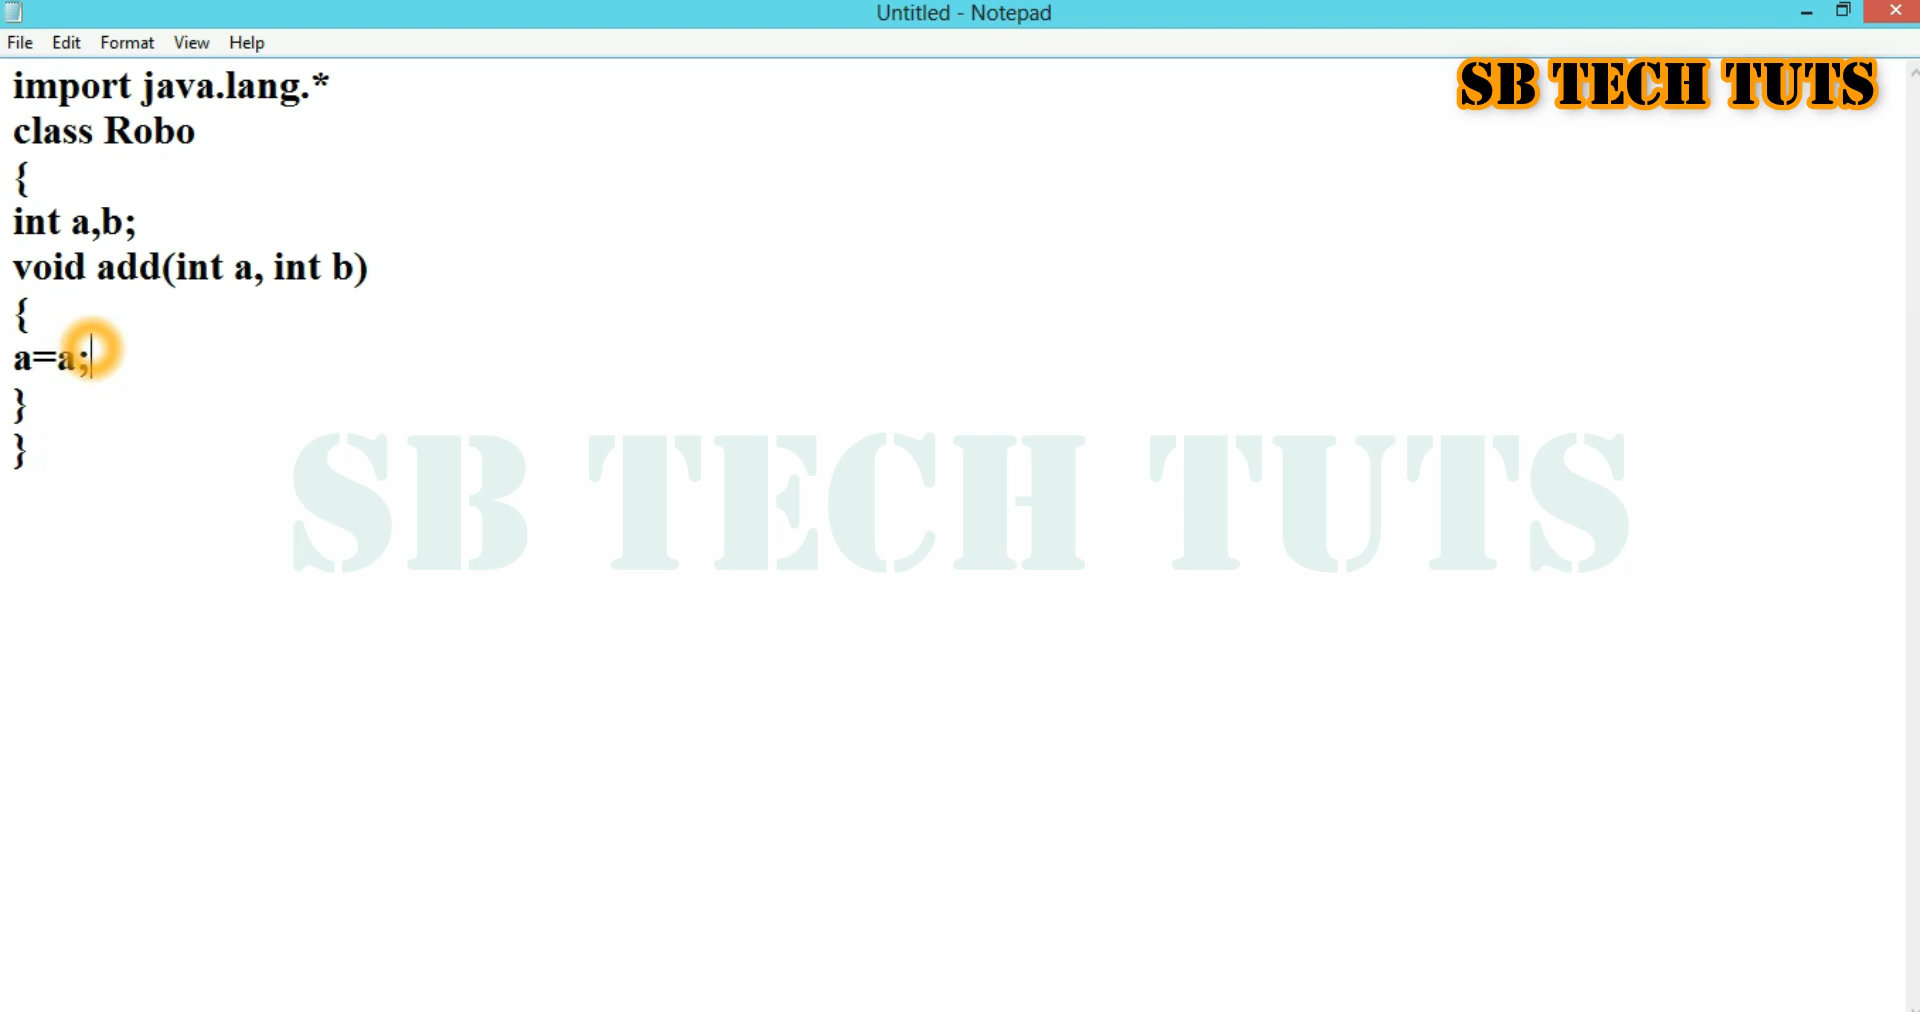 Untitled - Notepad
File Edit Format View Help
import java.lang.*
class Robo
{
int a,b;
void add(int a, int b)
{
a=a;
}
}
SB TECH TUTS
SB TECH TUTS